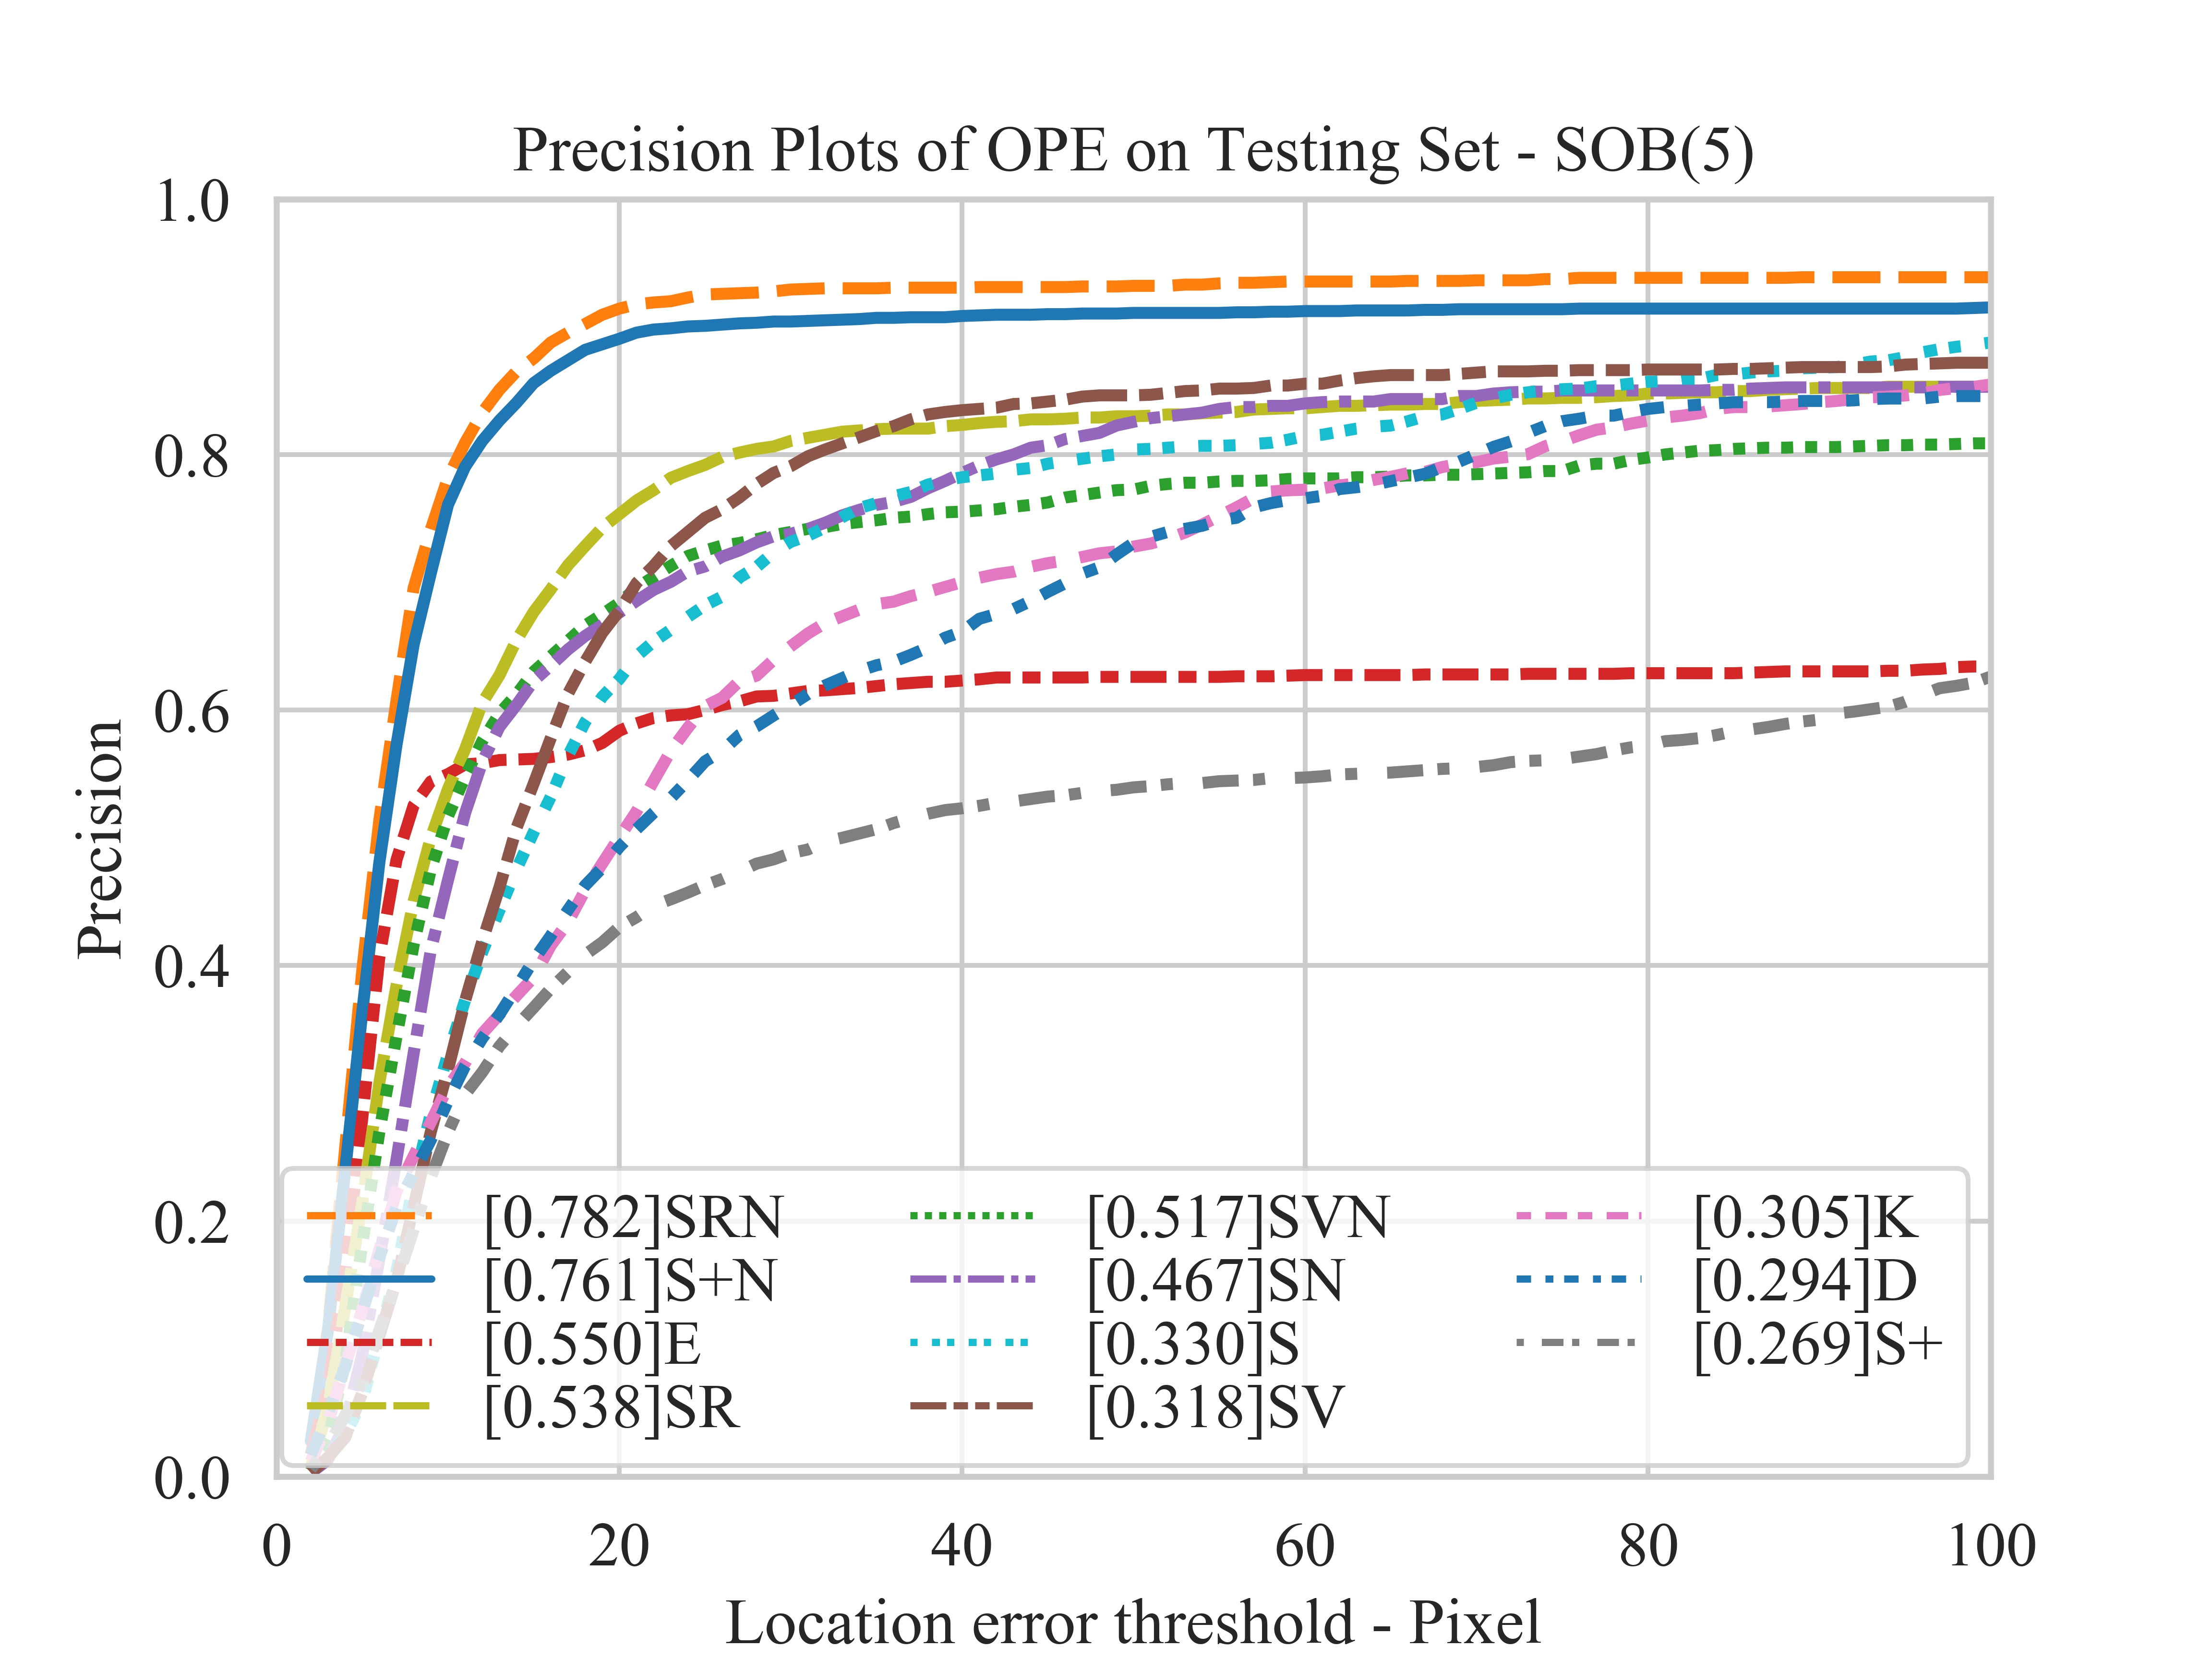 Precision Plots of OPE on Testing Set - SOB(5)
1.0
0.8
0.6
0.4
0.2
0.0
Precision
[0.782]SRN
[0.761]S+N
[0.550]E
[0.538]SR
[0.517]SVN
[0.467]SN
[0.330]S
[0.318]SV
[0.305]K
[0.294]D
[0.269]S+
0 20 40 60 80 100
Location error threshold - Pixel